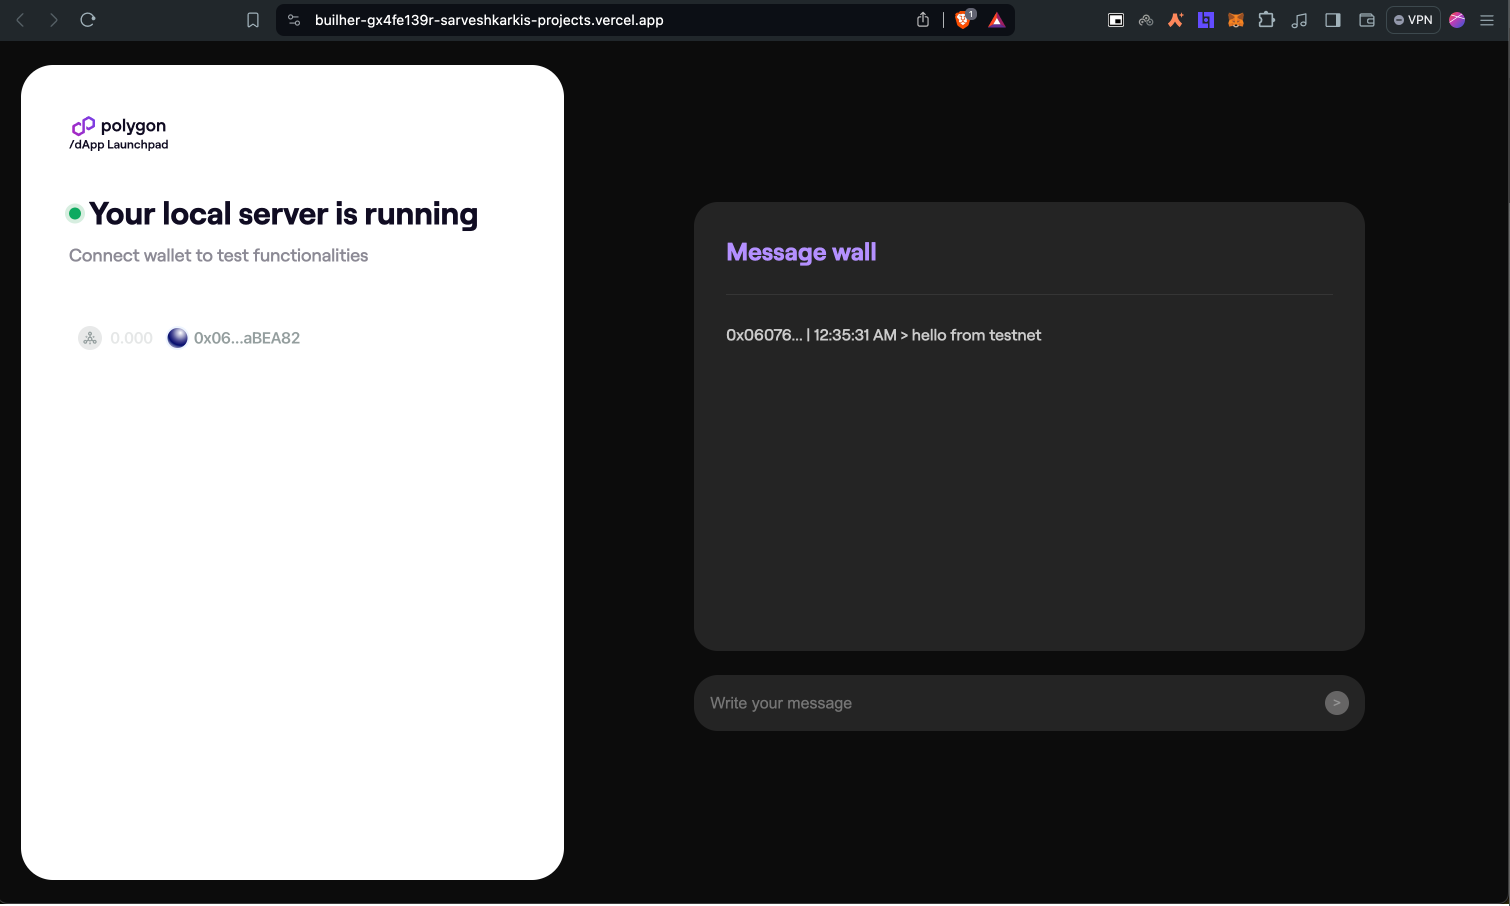 builher-gx4fe139r-sarveshkarkis-projects.vercel.app
1
VPN
polygon
/dApp Launchpad
Your local server is running
Connect wallet to test functionalities
0.000
0x06...aBEA82
Message wall
0x06076... | 12:35:31 AM > hello from testnet
Write your message
>